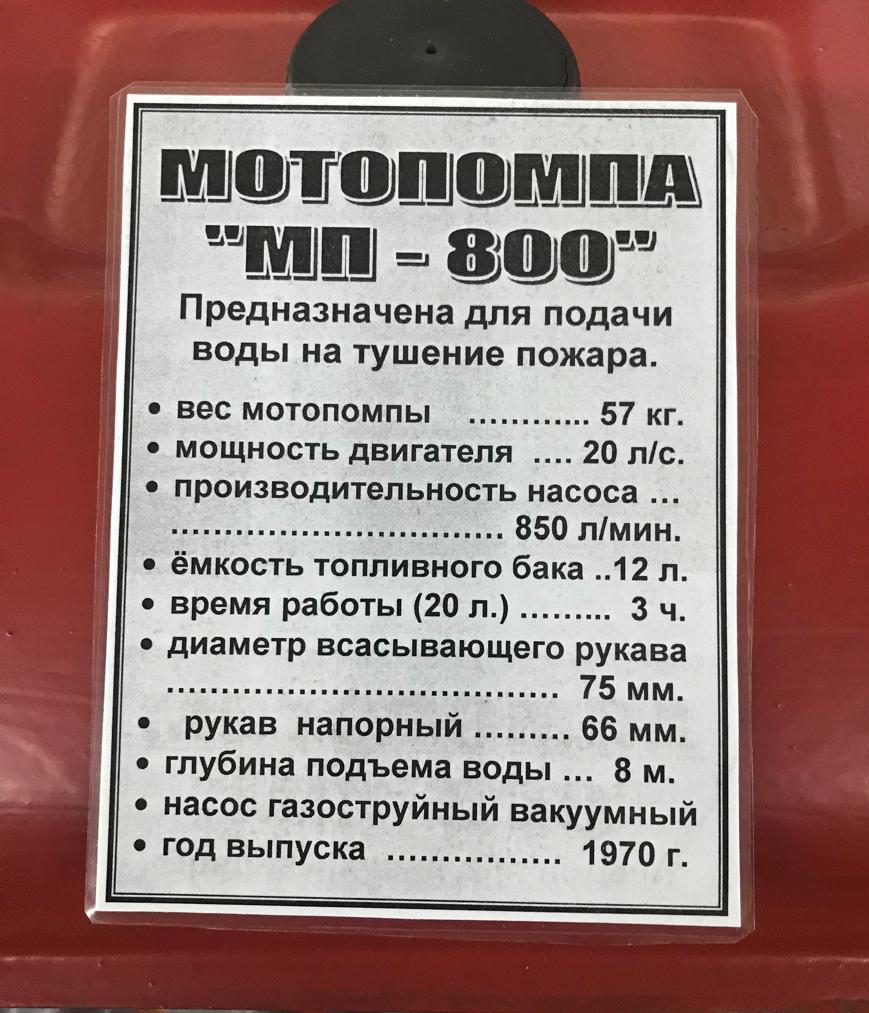 МОТОПОМПА
"МП - 800"
Предназначена для подачи
воды на тушение пожара.
• вес мотопомпы ............ 57 кг.
• мощность двигателя .... 20 л/с.
• производительность насоса ...
................................ 850 л/мин.
• ёмкость топливного бака ..12 л.
• время работы (20 л.) ......... 3 ч.
• диаметр всасывающего рукава
..................................... 75 мм.
• рукав напорный ......... 66 мм.
• глубина подъема воды ... 8 м.
• насос газоструйный вакуумный
• год выпуска ................. 1970 г.